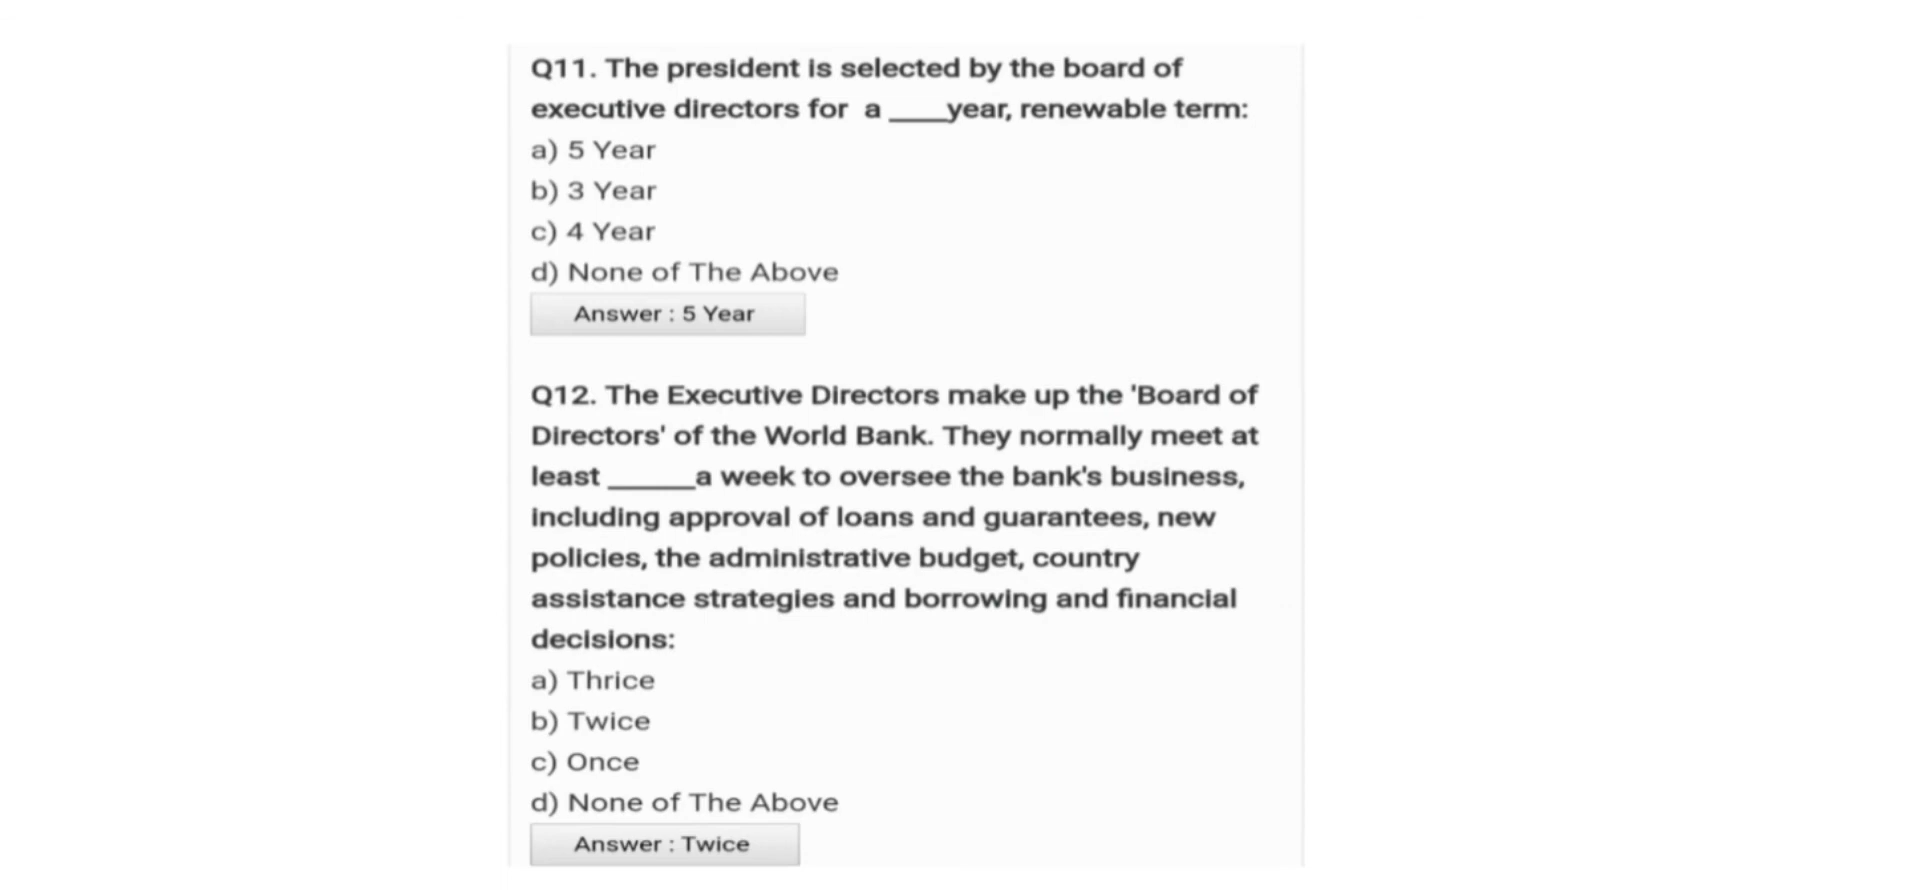 Q11. The president is selected by the board of
executive directors for a ____year, renewable term:
a) 5 Year
b) 3 Year
c) 4 Year
d) None of The Above
Answer : 5 Year
Q12. The Executive Directors make up the 'Board of
Directors' of the World Bank. They normally meet at
least ______a week to oversee the bank's business,
including approval of loans and guarantees, new
policies, the administrative budget, country
assistance strategies and borrowing and financial
decisions:
a) Thrice
b) Twice
c) Once
d) None of The Above
Answer : Twice